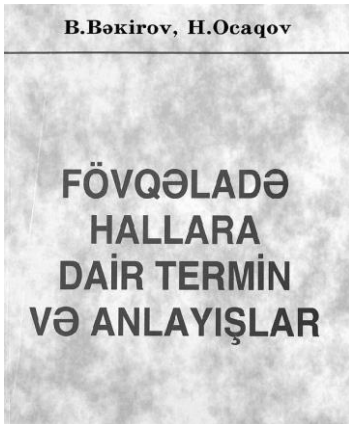 B.Bəkirov, H.Ocaqov
FÖVQƏLADƏ
HALLARA
DAİR TERMİN
VƏ ANLAYIŞLAR